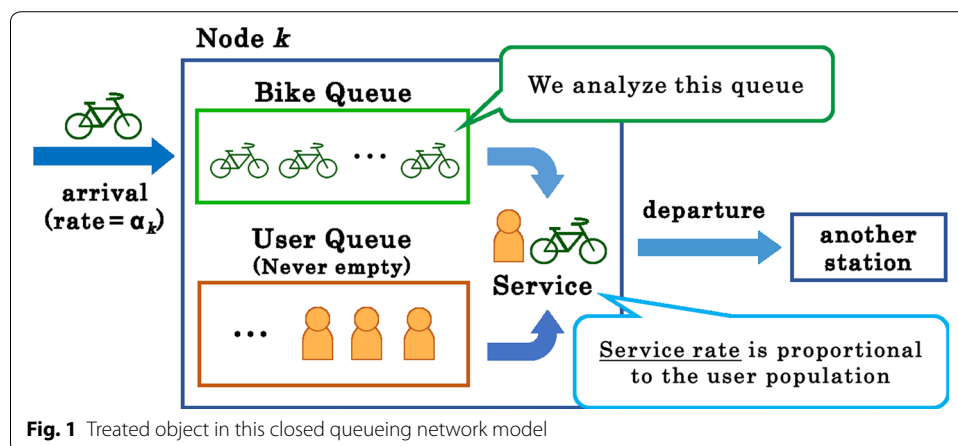 Node k
Bike Queue
We analyze this queue
...
arrival
(rate = αk)
User Queue
(Never empty)
...
Service
departure
another
station
Service rate is proportional
to the user population
Fig. 1 Treated object in this closed queueing network model